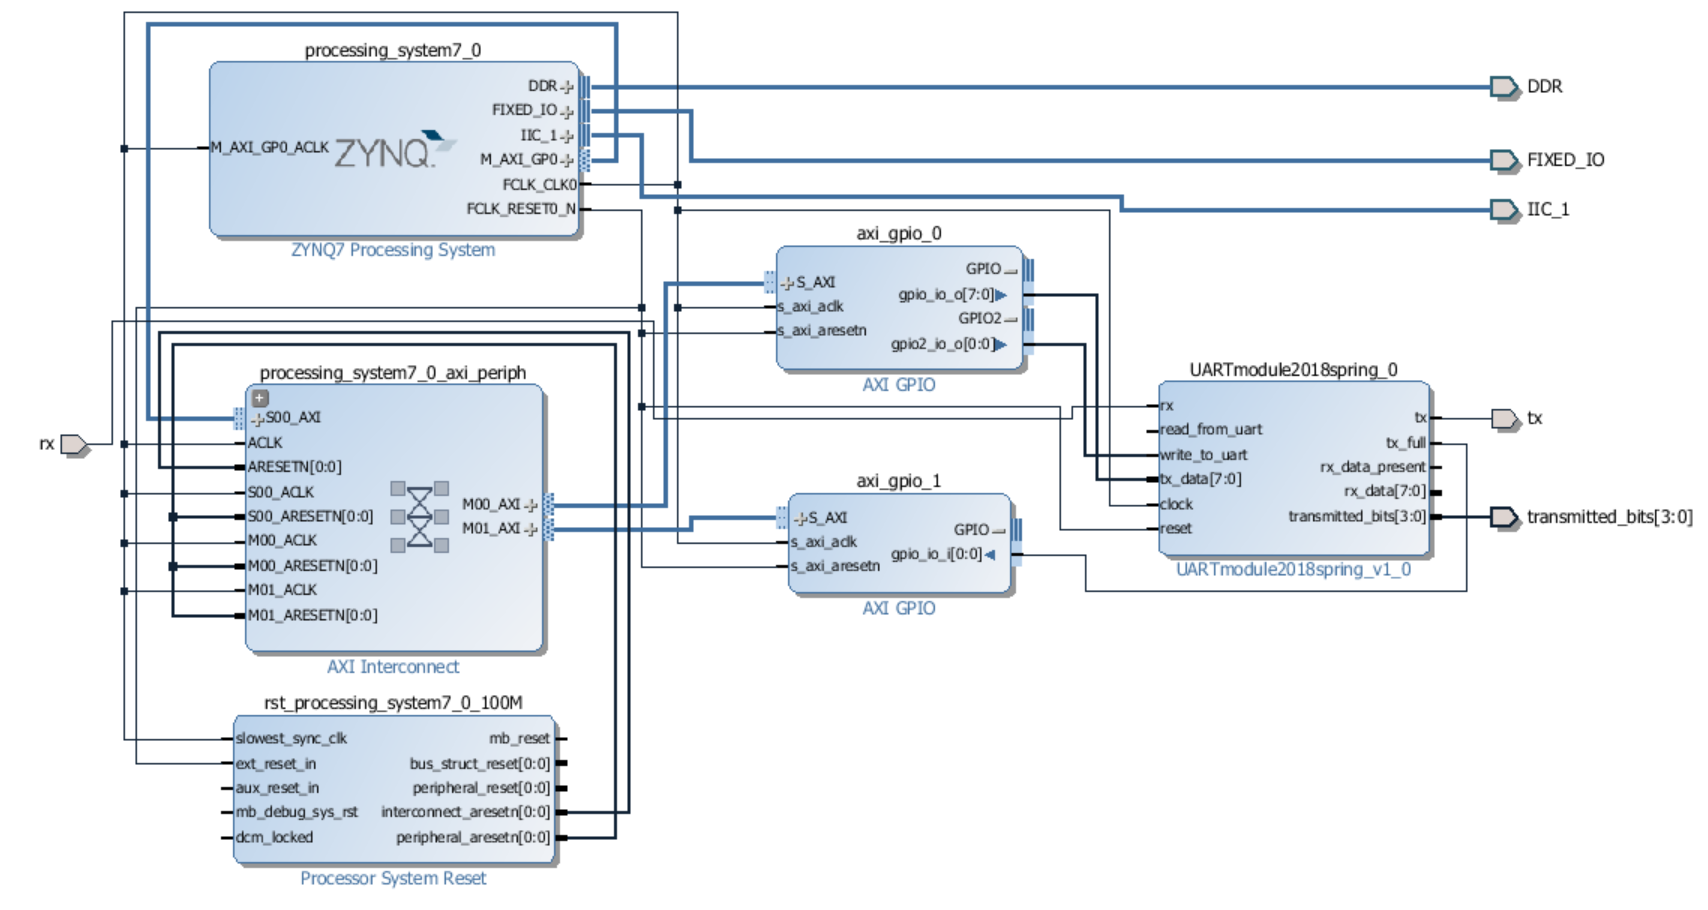 processing_system7_0
M_AXI_GP0_ACLK
ZYNQ.
DDR
FIXED_IO
IIC_1
M_AXI_GP0
FCLK_CLK0
FCLK_RESET0_N
ZYNQ7 Processing System
DDR
FIXED_IO
IIC_1
axi_gpio_0
S_AXI
s_axi_aclk
s_axi_aresetn
GPIO
gpio_io_o[7:0]
GPIO2
gpio2_io_o[0:0]
AXI GPIO
processing_system7_0_axi_periph
S00_AXI
ACLK
ARESETN[0:0]
S00_ACLK
S00_ARESETN[0:0]
M00_ACLK
M00_ARESETN[0:0]
M01_ACLK
M01_ARESETN[0:0]
M00_AXI
M01_AXI
AXI Interconnect
rx
axi_gpio_1
S_AXI
s_axi_aclk
s_axi_aresetn
GPIO
gpio_io_i[0:0]
AXI GPIO
UARTmodule2018spring_0
rx
read_from_uart
write_to_uart
tx_data[7:0]
clock
reset
tx
tx_full
rx_data_present
rx_data[7:0]
transmitted_bits[3:0]
UARTmodule2018spring_v1_0
tx
transmitted_bits[3:0]
rst_processing_system7_0_100M
slowest_sync_clk
ext_reset_in
aux_reset_in
mb_debug_sys_rst
dcm_locked
mb_reset
bus_struct_reset[0:0]
peripheral_reset[0:0]
interconnect_aresetn[0:0]
peripheral_aresetn[0:0]
Processor System Reset